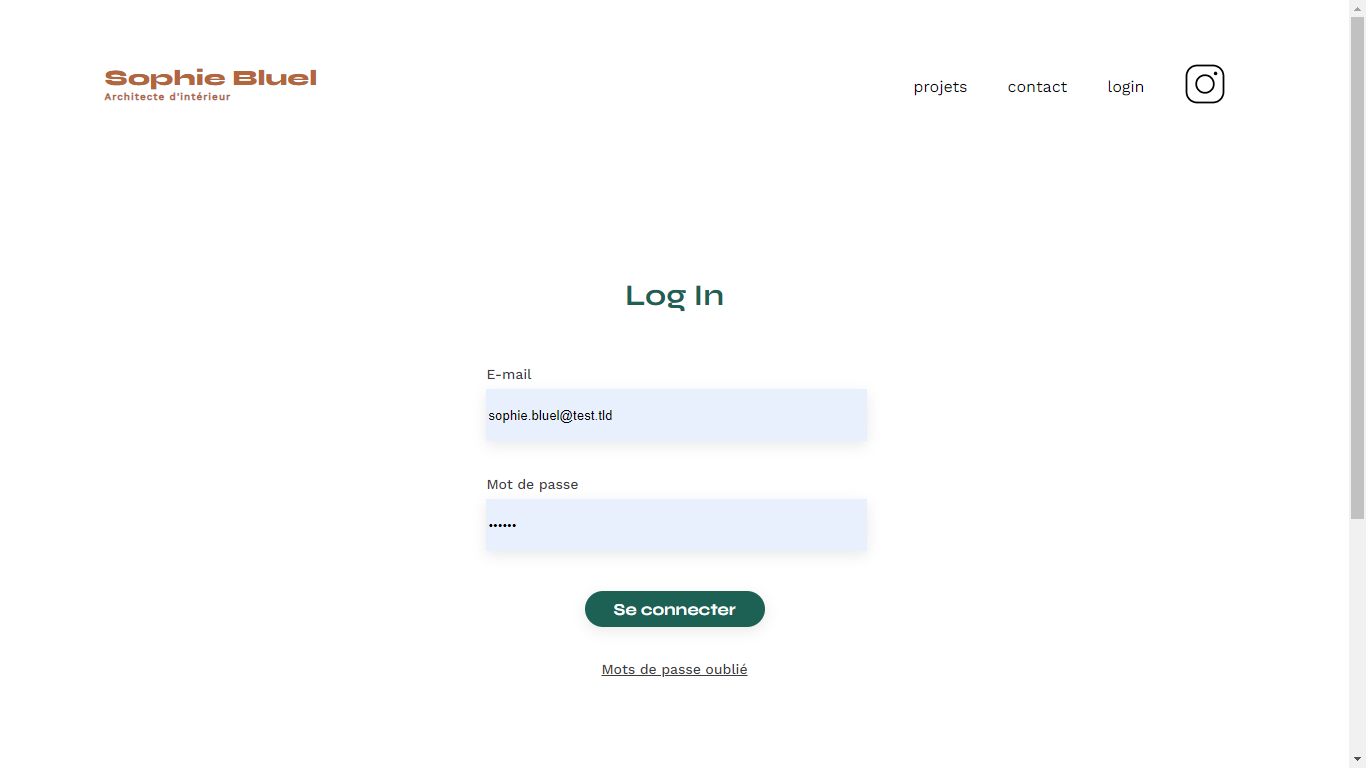 Sophie Bluel
Architecte d'intérieur
projets
contact
login
Log In
E-mail
sophie.bluel@test.tld
Mot de passe
••••••
Se connecter
Mots de passe oublié